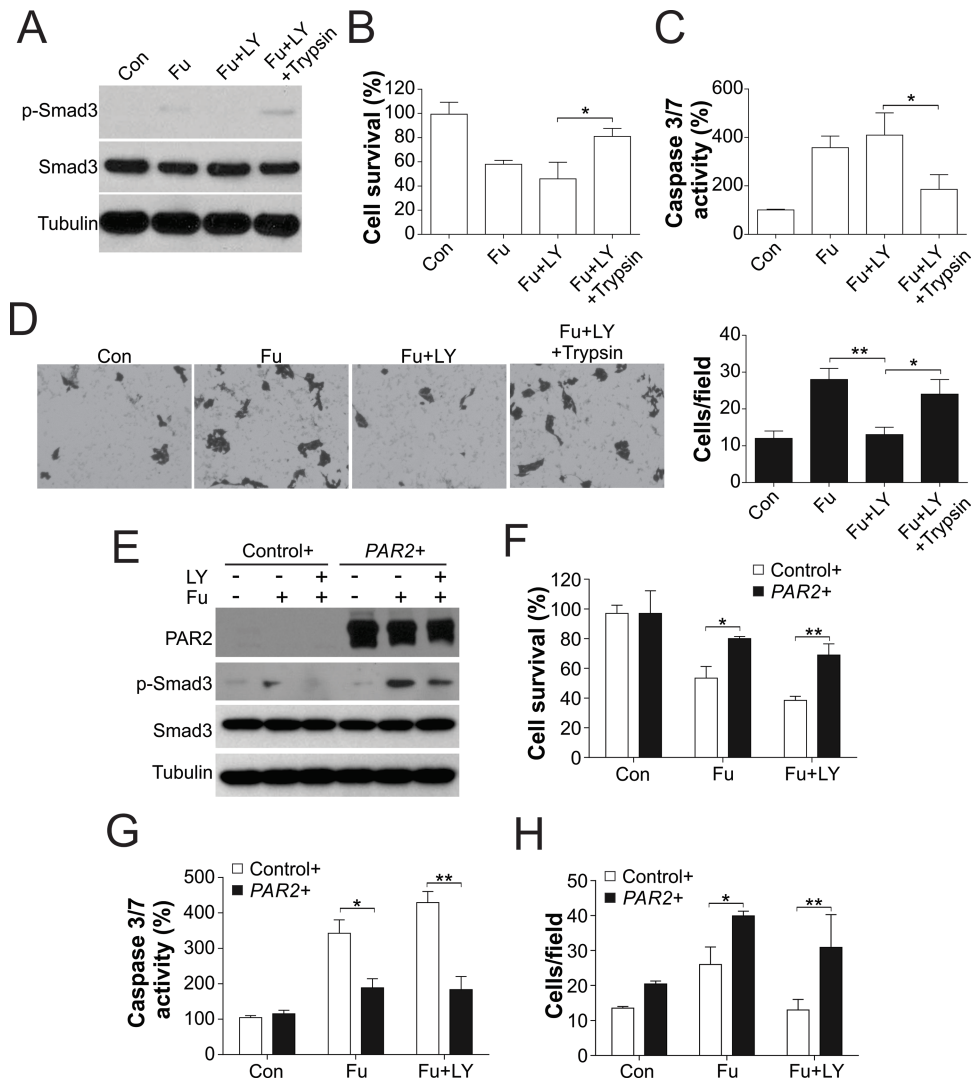 A
Con
Fu
Fu+LY
Fu+LY
+Trypsin
p-Smad3
Smad3
Tubulin
B
Cell survival (%)
120
100
80
60
40
20
0
*
Con
Fu
Fu+LY
Fu+LY
+Trypsin
C
Caspase 3/7
activity (%)
600
400
200
0
*
Con
Fu
Fu+LY
Fu+LY
+Trypsin
D
Con
Fu
Fu+LY
Fu+LY
+Trypsin
Cells/field
40
30
20
10
0
**
*
Con
Fu
Fu+LY
Fu+LY
+Trypsin
E
Control+
PAR2+
LY - - + - - +
Fu - + + - + +
PAR2
p-Smad3
Smad3
Tubulin
F
Control+
PAR2+
Cell survival (%)
120
100
80
60
40
20
0
*
**
Con
Fu
Fu+LY
G
Control+
PAR2+
Caspase 3/7
activity (%)
500
400
300
200
100
0
*
**
Con
Fu
Fu+LY
H
Control+
PAR2+
Cells/field
50
40
30
20
10
0
*
**
Con
Fu
Fu+LY